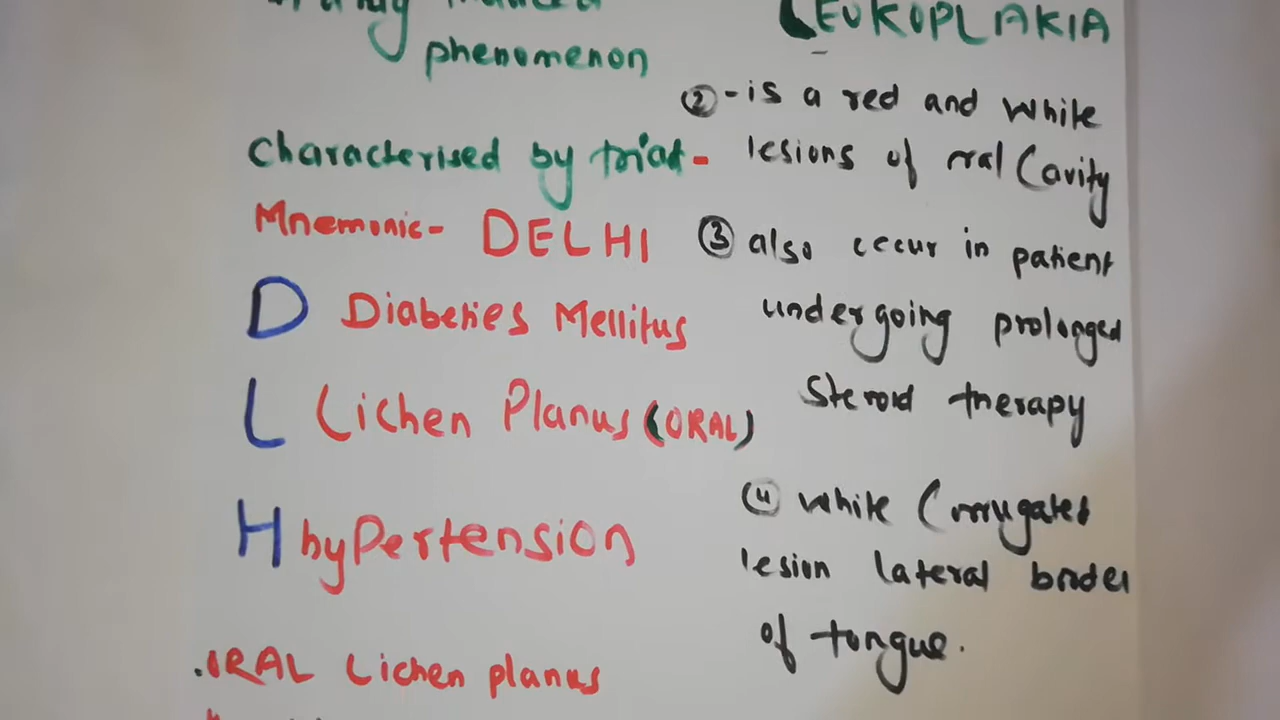 phenomenon
characterised by triad-
Mnemonic- DELHI
D Diabeties Mellitus
L Lichen Planus (ORAL)
H hyPertension
.ORAL Lichen planus
LEUKOPLAKIA
② -is a red and white
lesions of oral Cavity
③ also occur in patient
undergoing prolonged
steroid therapy
④ white Corrugated
lesion lateral border
of tongue.